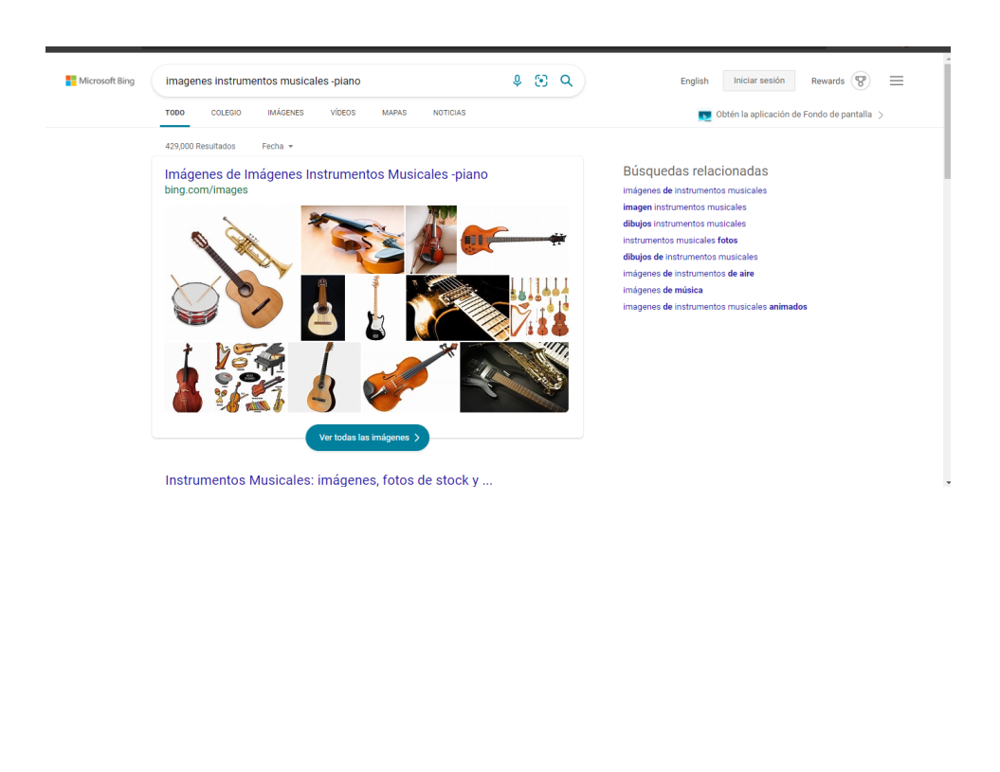 Microsoft Bing
imagenes instrumentos musicales -piano
English
Iniciar sesión
Rewards
TODO
COLEGIO
IMÁGENES
VÍDEOS
MAPAS
NOTICIAS
Obtén la aplicación de Fondo de pantalla
429,000 Resultados
Fecha
Imágenes de Imágenes Instrumentos Musicales -piano
bing.com/images
Ver todas las imágenes
Instrumentos Musicales: imágenes, fotos de stock y ...
Búsquedas relacionadas
imágenes de instrumentos musicales
imagen instrumentos musicales
dibujos instrumentos musicales
instrumentos musicales fotos
dibujos de instrumentos musicales
imágenes de instrumentos de aire
imágenes de música
imagenes de instrumentos musicales animados